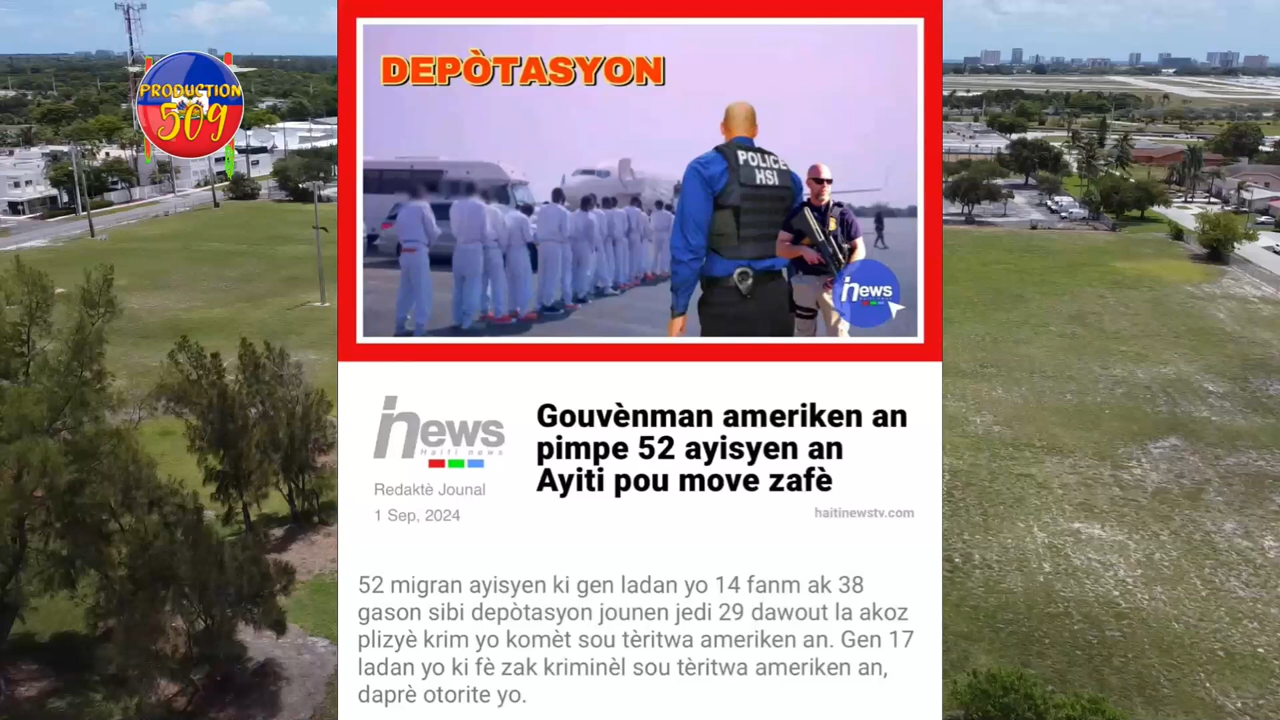 PRODUCTION
509
DEPÒTASYON
POLICE
HSI
inews
inews
Haiti news
Redaktè Jounal
1 Sep, 2024
Gouvènman ameriken an
pimpe 52 ayisyen an
Ayiti pou move zafè
haitinewstv.com
52 migran ayisyen ki gen ladan yo 14 fanm ak 38
gason sibi depòtasyon jounen jedi 29 dawout la akoz
plizyè krim yo komèt sou tèritwa ameriken an. Gen 17
ladan yo ki fè zak kriminèl sou tèritwa ameriken an,
daprè otorite yo.